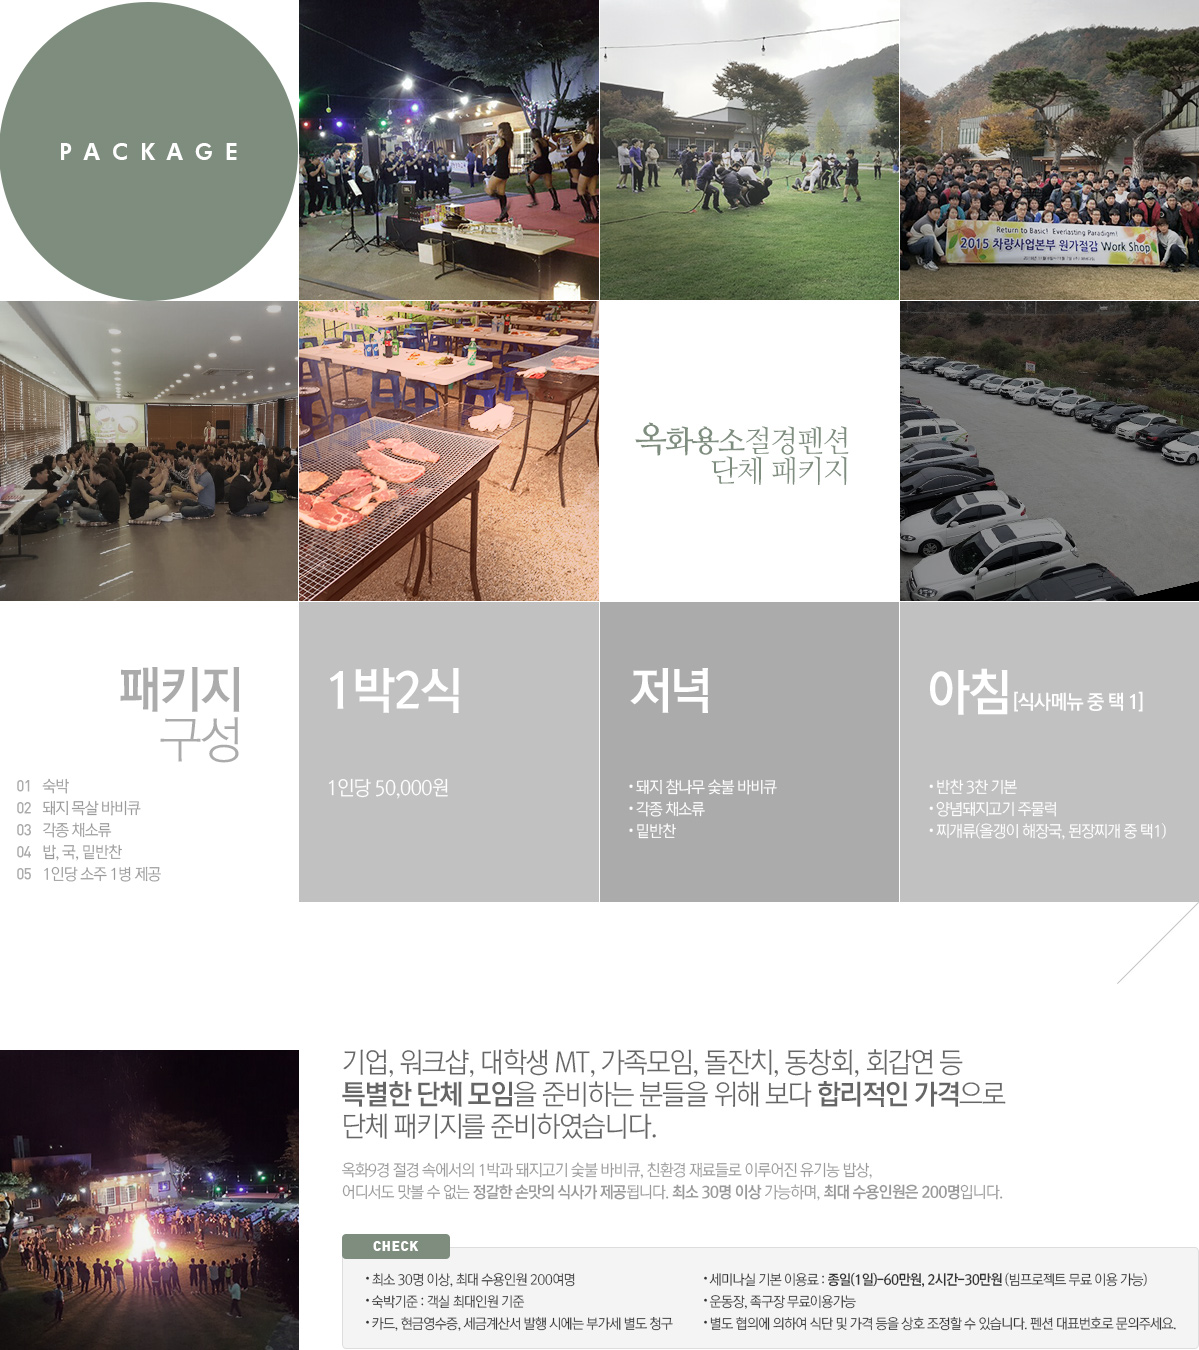 PACKAGE
Return to Basic! Everlasting Paradigm!
2015 차량사업본부 원가절감 Work Shop
옥화용소절경펜션
단체 패키지
패키지
구성
01 숙박
02 돼지 목살 바비큐
03 각종 채소류
04 밥, 국, 밑반찬
05 1인당 소주 1병 제공
1박2식
1인당 50,000원
저녁
• 돼지 참나무 숯불 바비큐
• 각종 채소류
• 밑반찬
아침 [식사메뉴 중 택 1]
• 반찬 3찬 기본
• 양념돼지고기 주물럭
• 찌개류(올갱이 해장국, 된장찌개 중 택1)
기업, 워크샵, 대학생 MT, 가족모임, 돌잔치, 동창회, 회갑연 등
특별한 단체 모임을 준비하는 분들을 위해 보다 합리적인 가격으로
단체 패키지를 준비하였습니다.
옥화9경 절경 속에서의 1박과 돼지고기 숯불 바비큐, 친환경 재료들로 이루어진 유기농 밥상,
어디서도 맛볼 수 없는 정갈한 손맛의 식사가 제공됩니다. 최소 30명 이상 가능하며, 최대 수용인원은 200명입니다.
CHECK
• 최소 30명 이상, 최대 수용인원 200여명
• 숙박기준 : 객실 최대인원 기준
• 카드, 현금영수증, 세금계산서 발행 시에는 부가세 별도 청구
• 세미나실 기본 이용료 : 종일(1일)-60만원, 2시간-30만원 (빔프로젝트 무료 이용 가능)
• 운동장, 족구장 무료이용가능
• 별도 협의에 의하여 식단 및 가격 등을 상호 조정할 수 있습니다. 펜션 대표번호로 문의주세요.